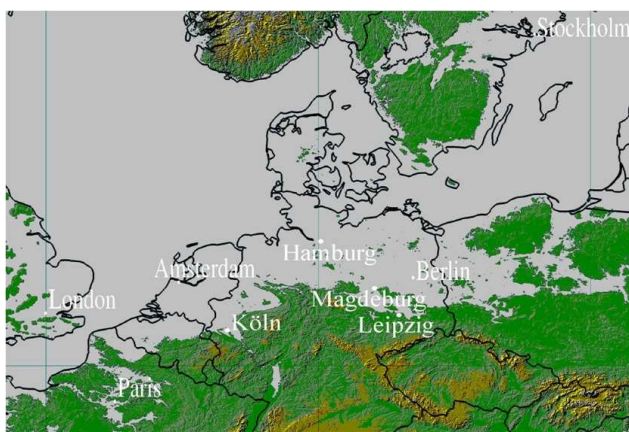 Stockholm
Hamburg
Amsterdam
Berlin
Magdeburg
London
Leipzig
Köln
Paris